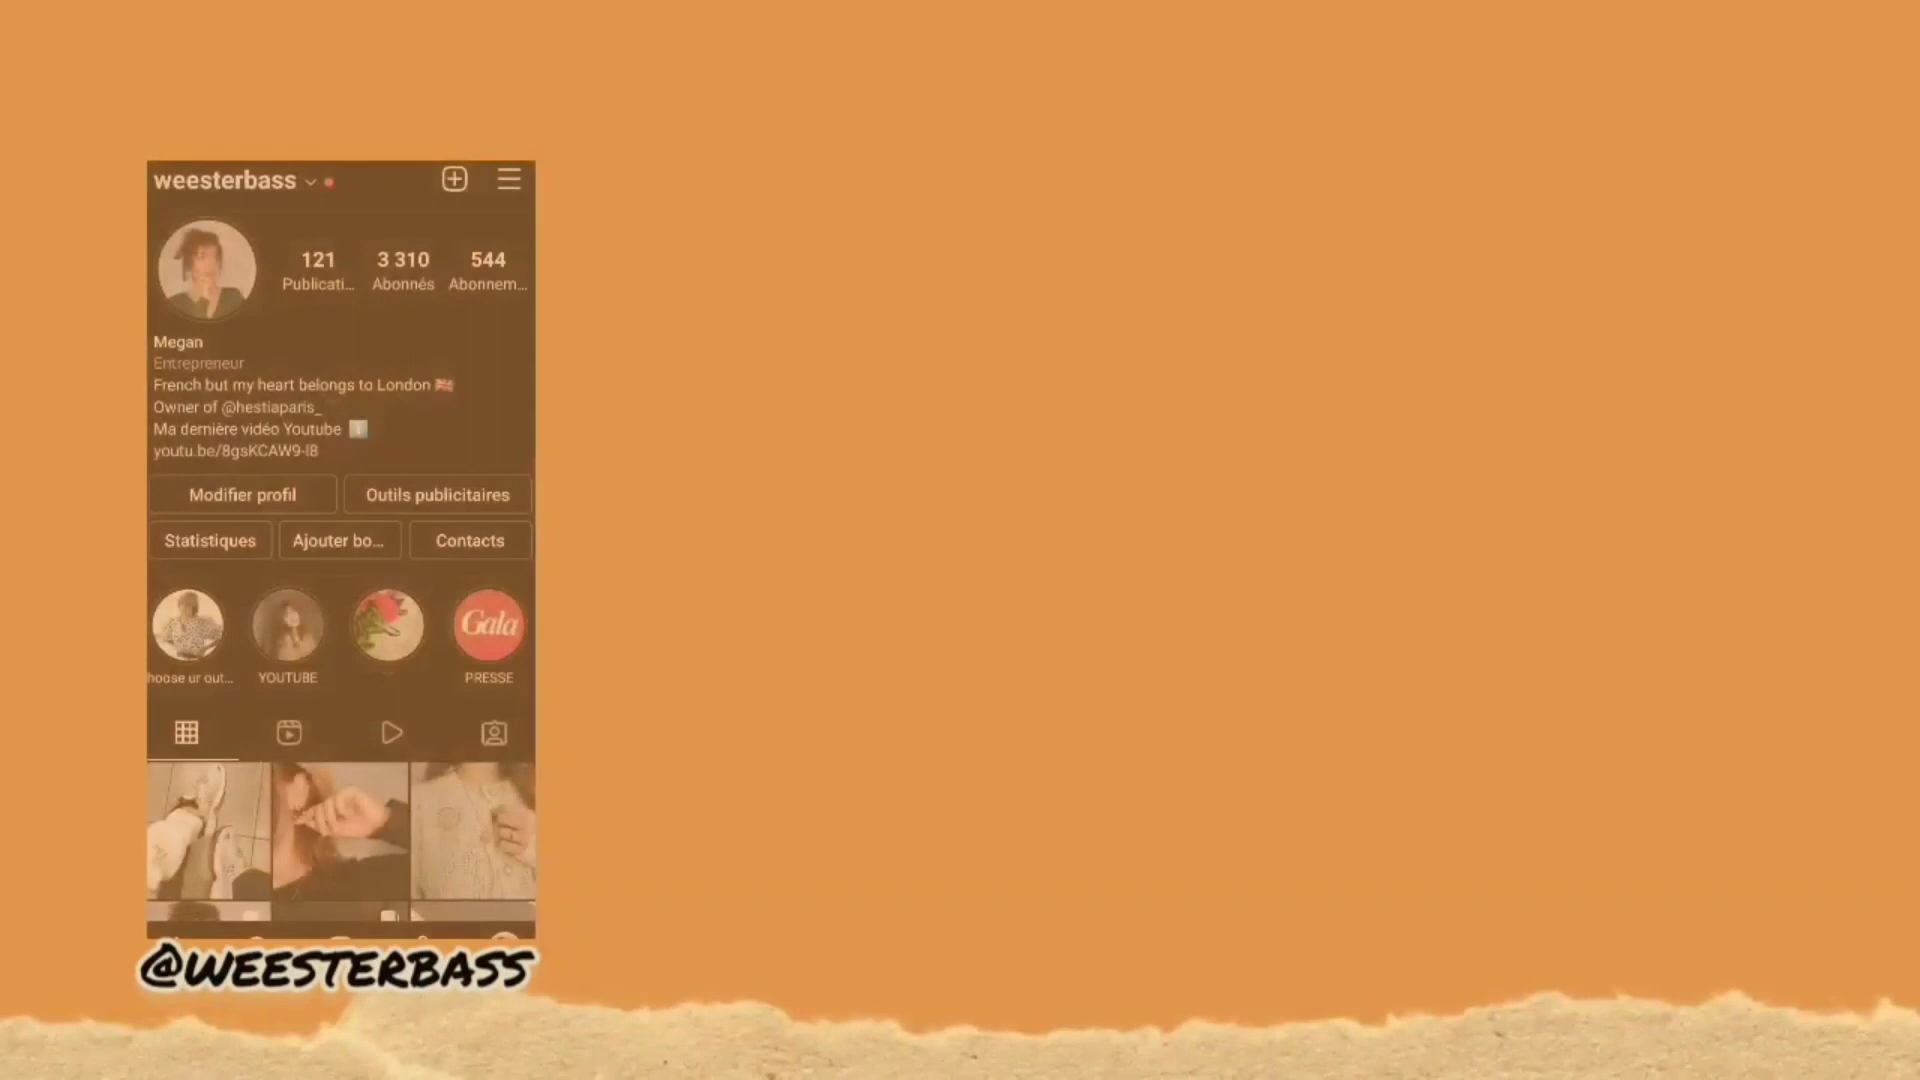 weesterbass
121 3 310 544
Publicati... Abonnés Abonnem...
Megan
Entrepreneur
French but my heart belongs to London 🇬🇧
Owner of @hestiaparis_
Ma dernière vidéo Youtube ⬇️
youtu.be/8gsKCAW9-I8
Modifier profil Outils publicitaires
Statistiques Ajouter bo... Contacts
Gala
hoose ur out... YOUTUBE PRESSE
@WEESTERBASS